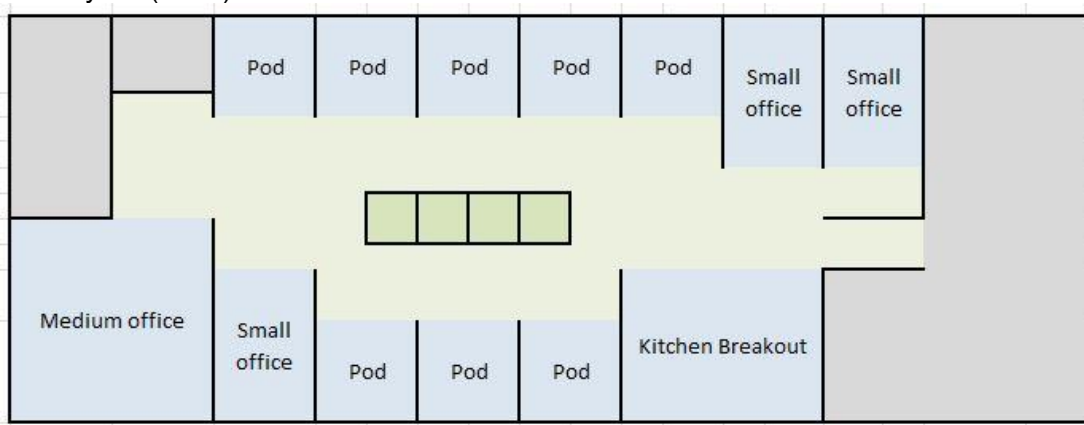 Pod
Pod
Pod
Pod
Pod
Small
office
Small
office
Medium office
Small
office
Pod
Pod
Pod
Kitchen Breakout